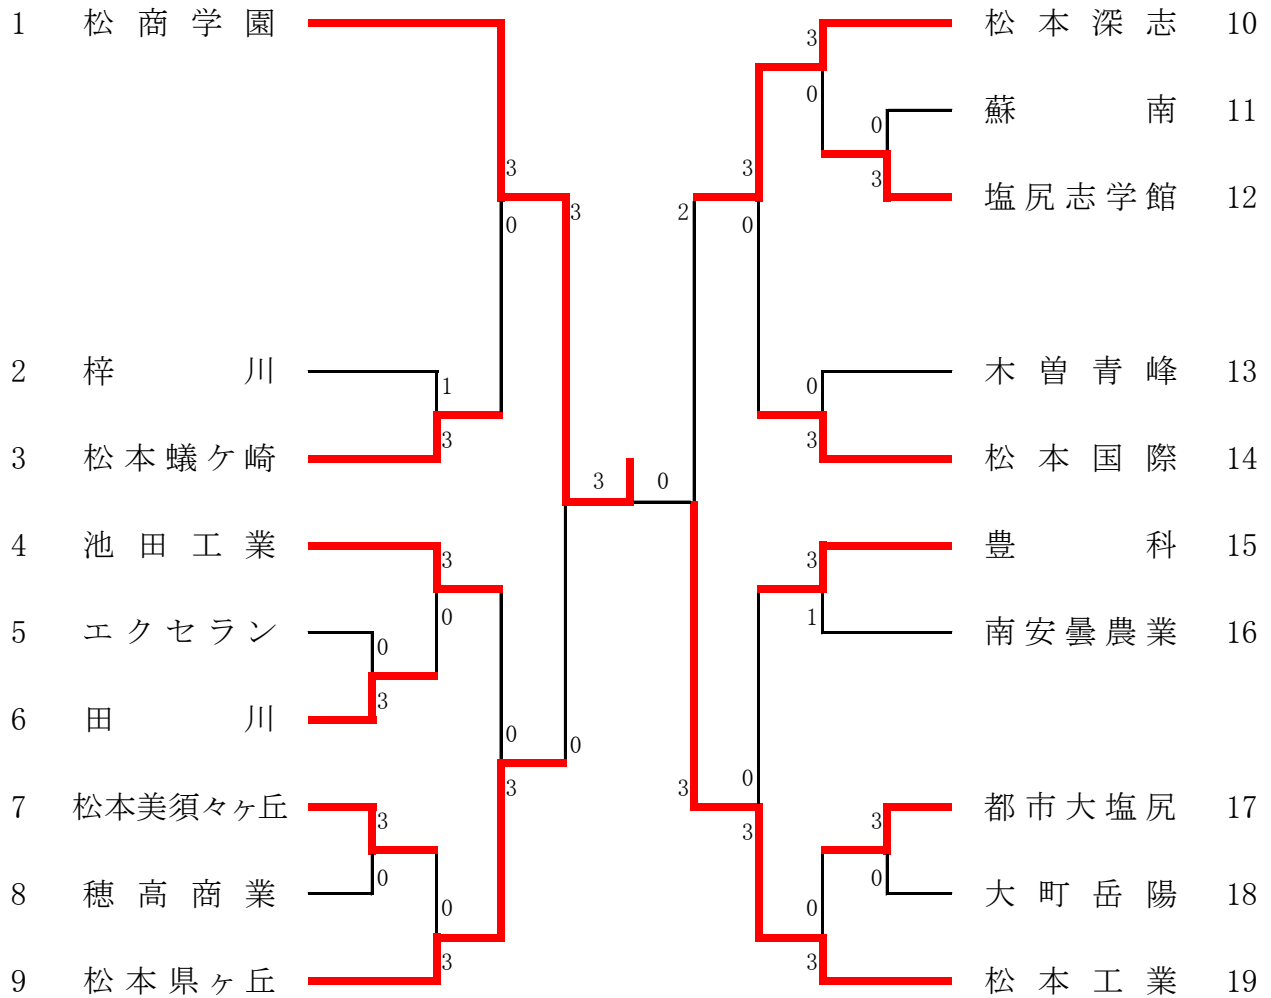 1 松商学園
2 梓川
3 松本蟻ケ崎
4 池田工業
5 エクセラン
6 田川
7 松本美須々ヶ丘
8 穂高商業
9 松本県ヶ丘
3
0
1
3
3
0
0
3
3
0
0
3
0
3
3
0
3 0
2
3
3
0
0
3
3
0
0
3
3
1
0
3
3
0
0
3
松本深志 10
蘇南 11
塩尻志学館 12
木曽青峰 13
松本国際 14
豊科 15
南安曇農業 16
都市大塩尻 17
大町岳陽 18
松本工業 19